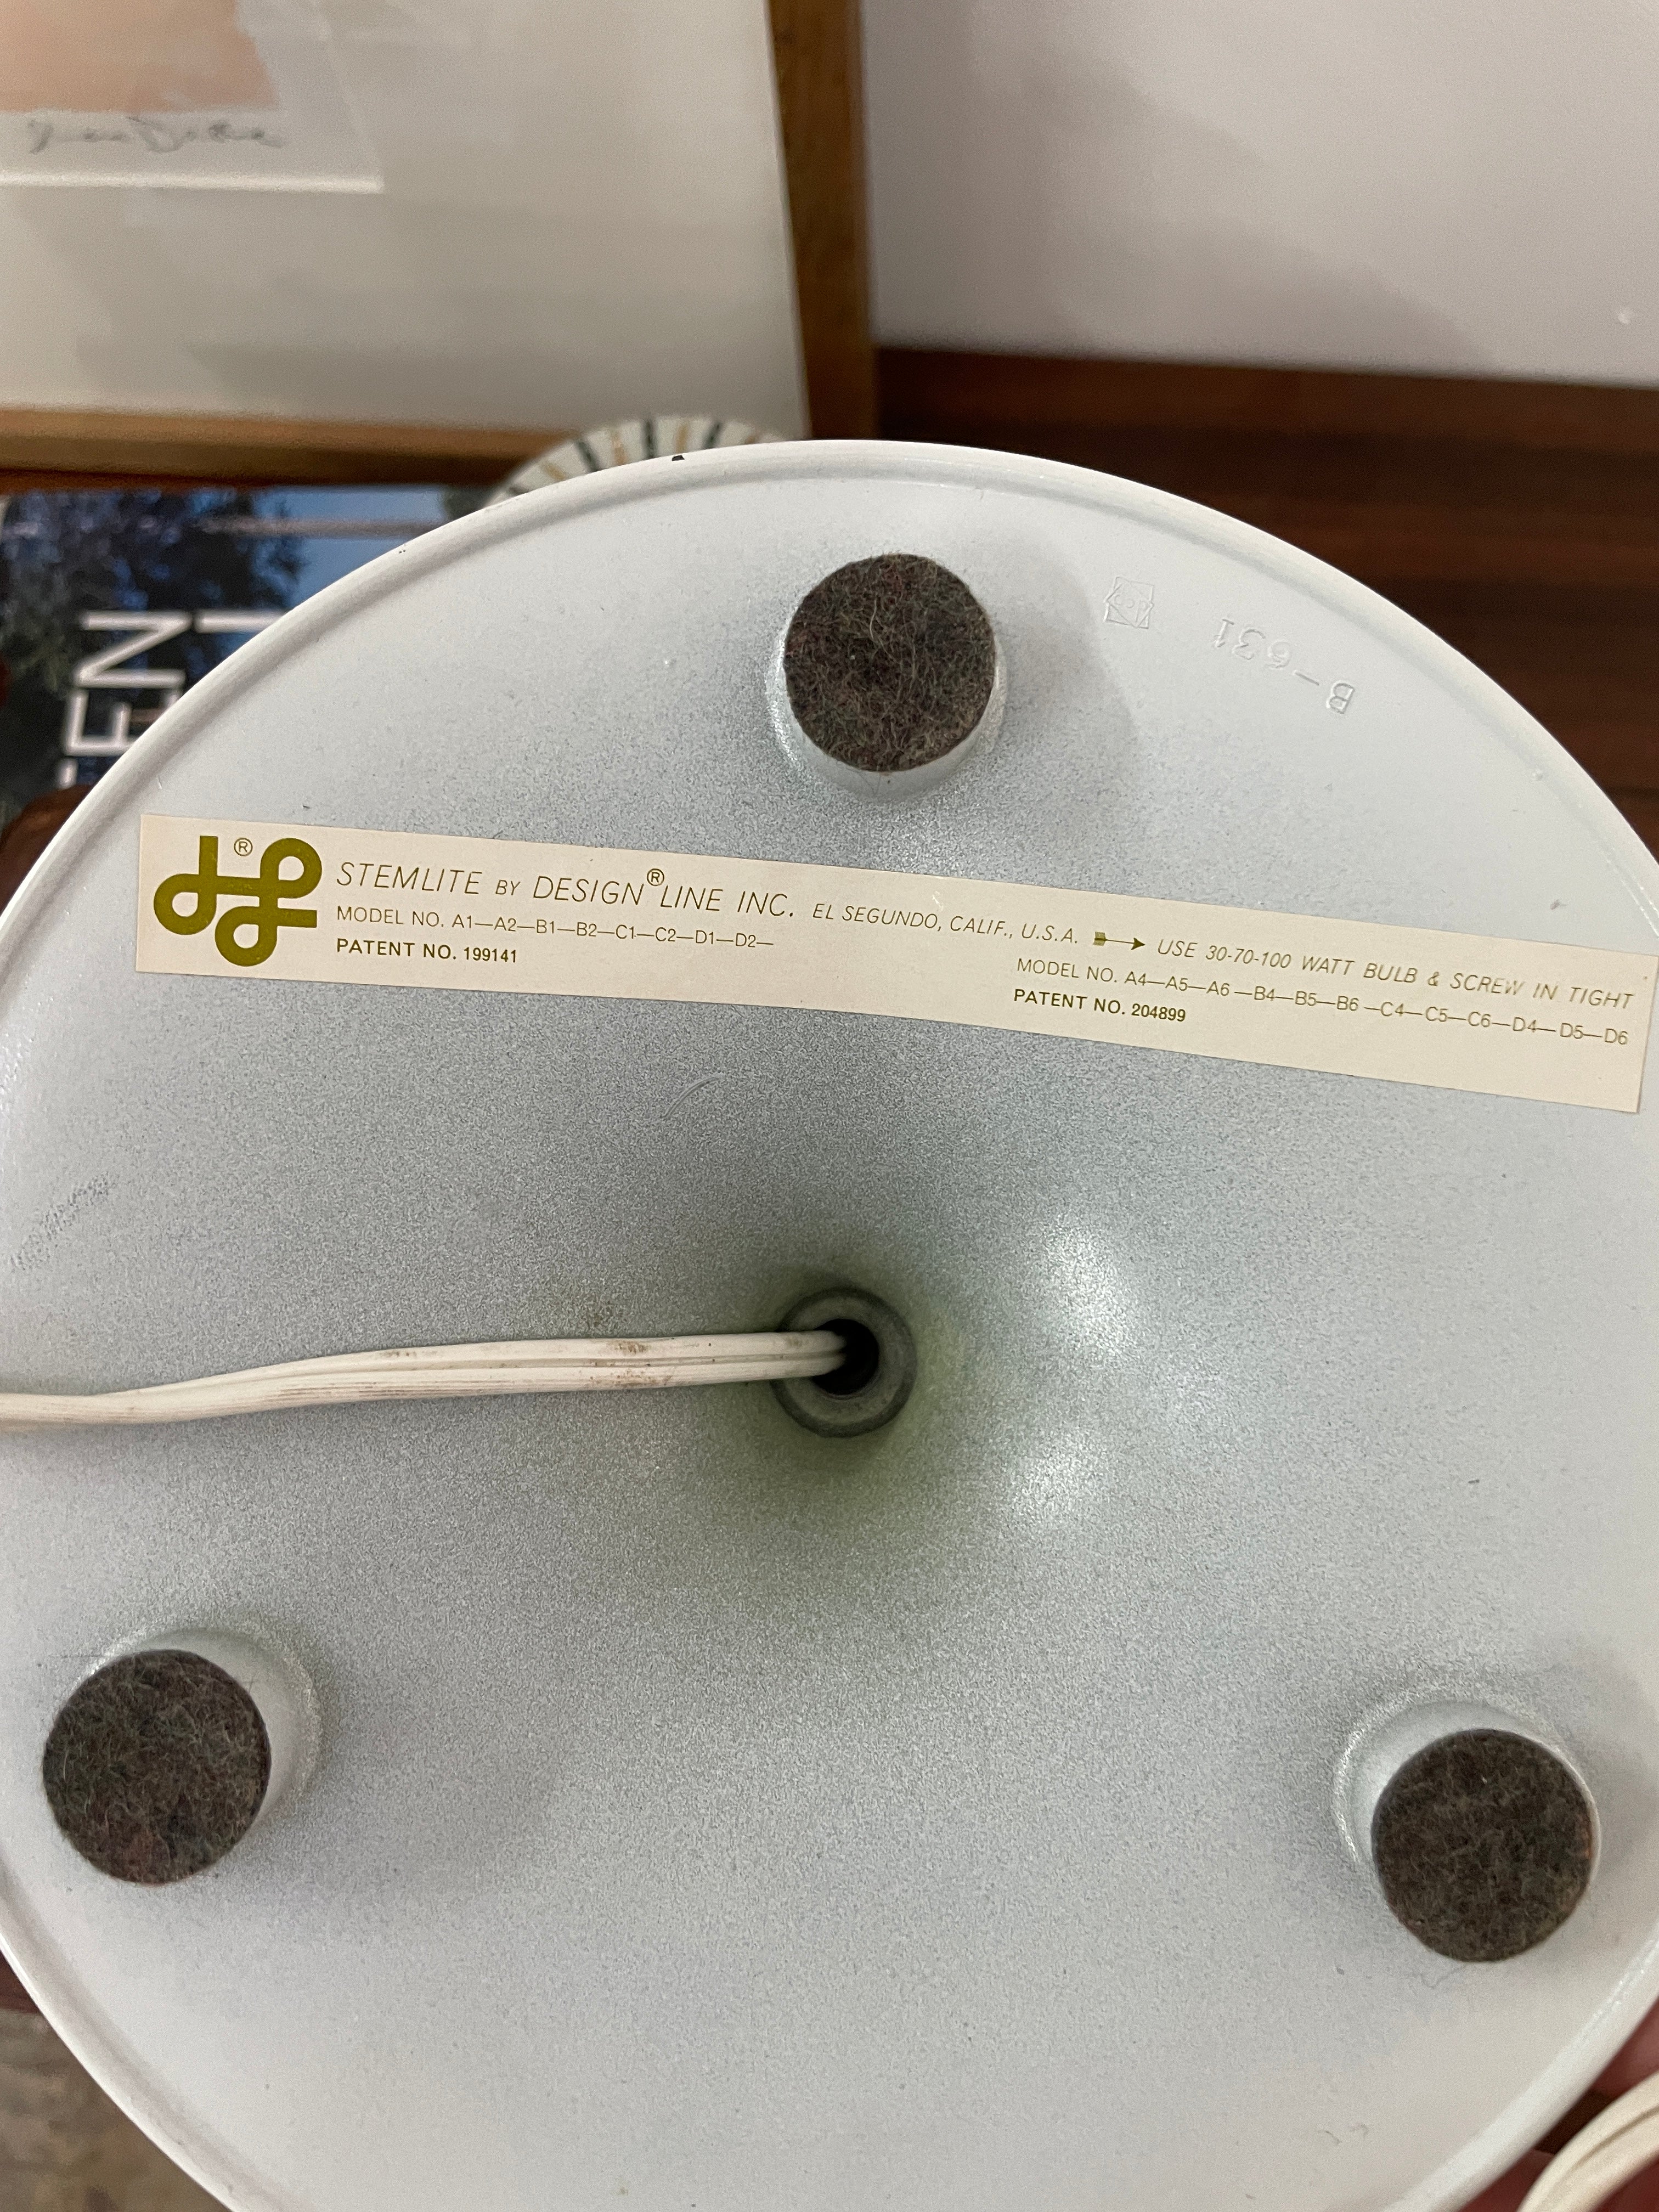 EN
B-631
® STEMLITE BY DESIGN®LINE INC. EL SEGUNDO, CALIF., U.S.A. USE 30-70-100 WATT BULB & SCREW IN TIGHT
MODEL NO. A1—A2—B1—B2—C1—C2—D1—D2—
PATENT NO. 199141
MODEL NO. A4—A5—A6—B4—B5—B6—C4—C5—C6—D4—D5—D6
PATENT NO. 204899